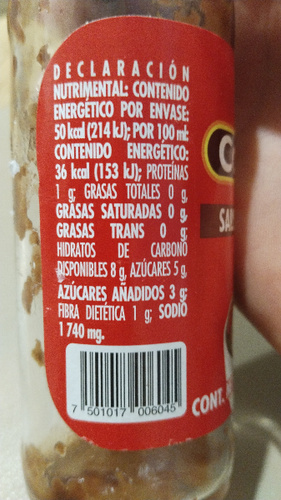 DECLARACIÓN
NUTRIMENTAL: CONTENIDO
ENERGÉTICO POR ENVASE:
50 kcal (214 kJ); POR 100 ml:
CONTENIDO ENERGÉTICO:
36 kcal (153 kJ); PROTEÍNAS
1 g; GRASAS TOTALES 0 g,
GRASAS SATURADAS 0 g,
GRASAS TRANS 0 g;
HIDRATOS DE CARBONO
DISPONIBLES 8 g, AZÚCARES 5 g,
AZÚCARES AÑADIDOS 3 g;
FIBRA DIETÉTICA 1 g; SODIO
1 740 mg.
7 501017 006045
CONT.